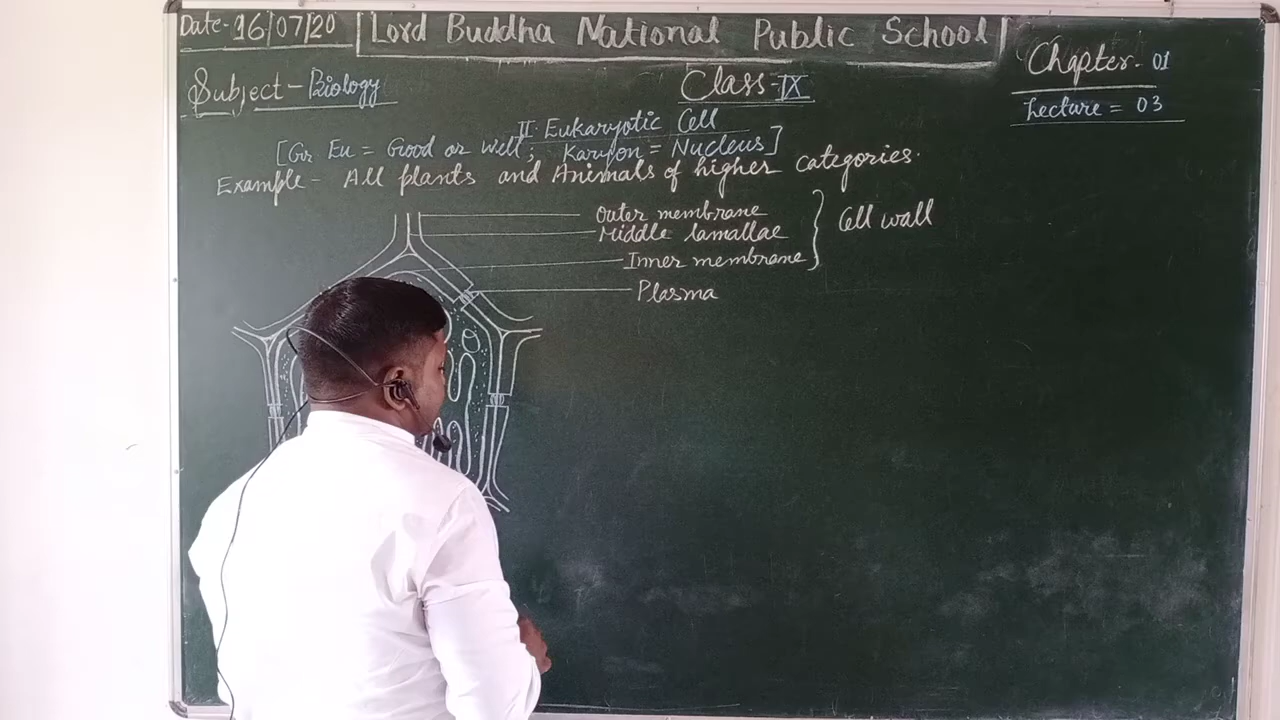 Date- 16/07/20
Lord Buddha National Public School
Chapter- 01
Subject - Biology
Class-IX
Lecture = 03
II. Eukaryotic Cell
[Gr Eu = Good or well; Karyon = Nucleus]
Example - All plants and Animals of higher categories.
Outer membrane
Middle lamallae
Cell wall
Inner membrane
Plasma